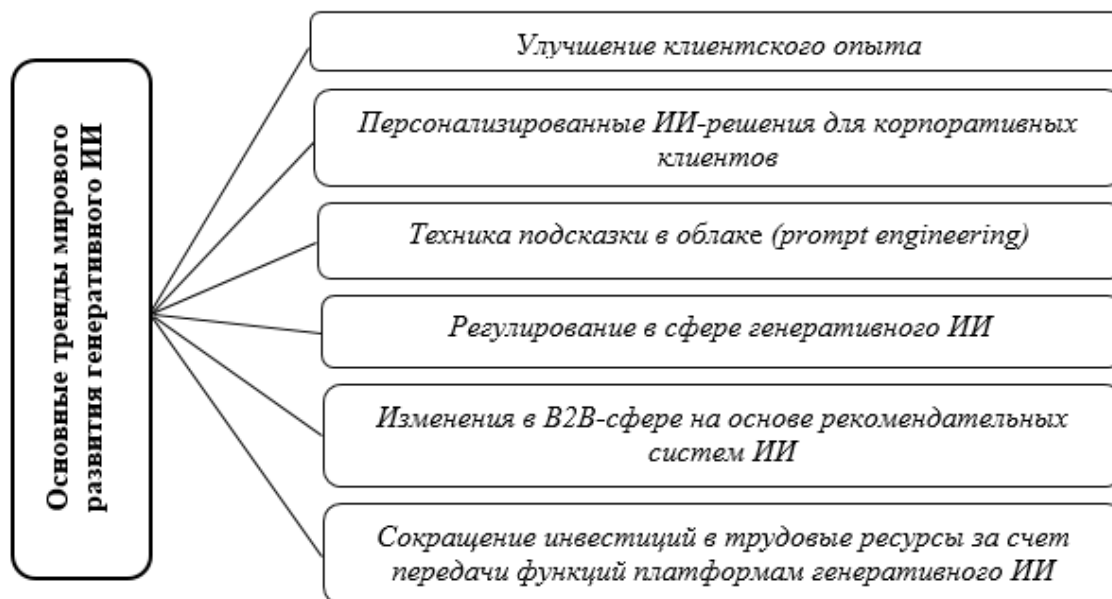 Основные тренды мирового
развития генеративного ИИ
Улучшение клиентского опыта
Персонализированные ИИ-решения для корпоративных
клиентов
Техника подсказки в облаке (prompt engineering)
Регулирование в сфере генеративного ИИ
Изменения в B2B-сфере на основе рекомендательных
систем ИИ
Сокращение инвестиций в трудовые ресурсы за счет
передачи функций платформам генеративного ИИ